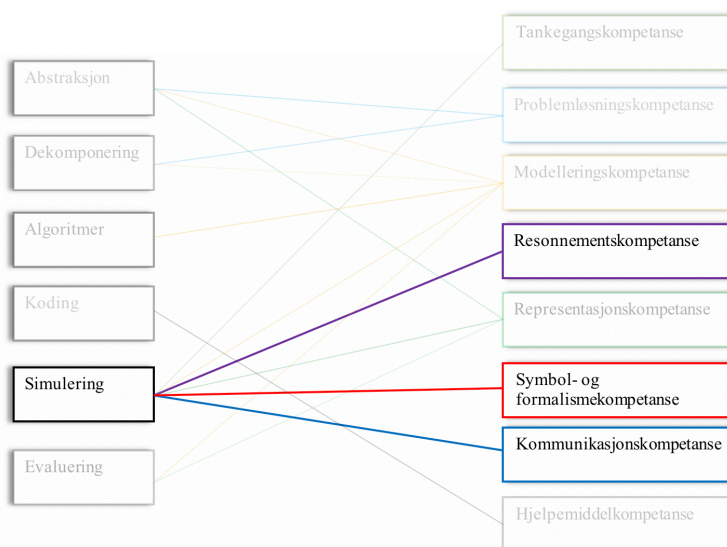 Abstraksjon
Dekomponering
Algoritmer
Koding
Simulering
Evaluering
Tankegangskompetanse
Problemløsningskompetanse
Modelleringskompetanse
Resonnementskompetanse
Representasjonskompetanse
Symbol- og
formalismekompetanse
Kommunikasjonskompetanse
Hjelpemiddelkompetanse